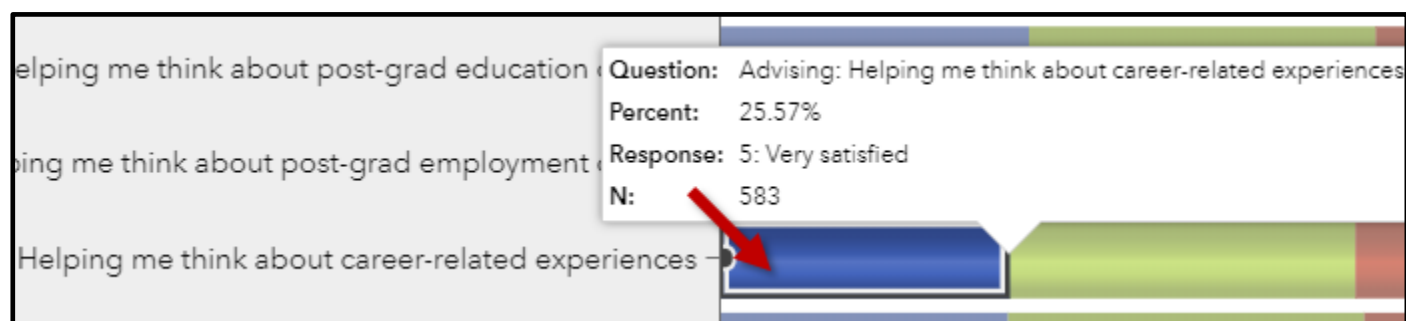 elping me think about post-grad education
Question: Advising: Helping me think about career-related experiences
Percent: 25.57%
ing me think about post-grad employment
Response: 5: Very satisfied
N: 583
Helping me think about career-related experiences